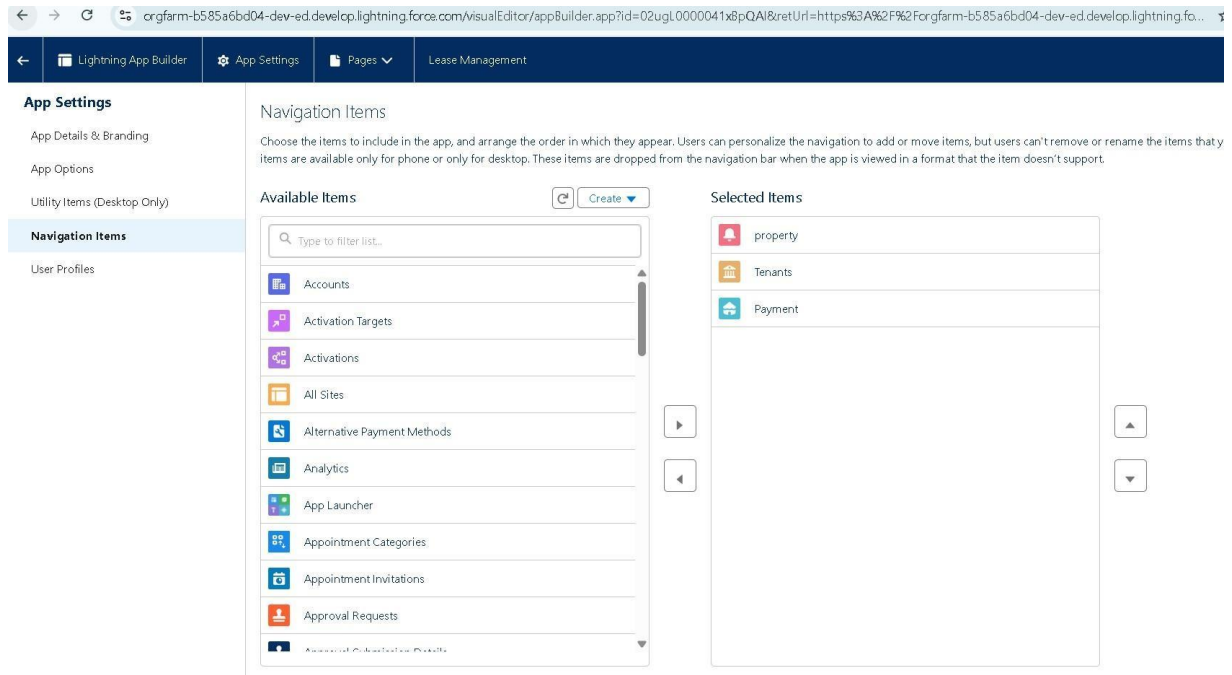 orgfarm-b585a6bd04-dev-ed.develop.lightning.force.com/visualEditor/appBuilder.app?id=02ugL0000041xBpQAI&retUrl=https%3A%2F%2Forgfarm-b585a6bd04-dev-ed.develop.lightning.fo...
Lightning App Builder
App Settings
Pages
Lease Management
App Settings
App Details & Branding
App Options
Utility Items (Desktop Only)
Navigation Items
User Profiles
Navigation Items
Choose the items to include in the app, and arrange the order in which they appear. Users can personalize the navigation to add or move items, but users can't remove or rename the items that y
items are available only for phone or only for desktop. These items are dropped from the navigation bar when the app is viewed in a format that the item doesn't support.
Available Items
Create
Type to filter list...
Accounts
Activation Targets
Activations
All Sites
Alternative Payment Methods
Analytics
App Launcher
Appointment Categories
Appointment Invitations
Approval Requests
Approval Submission Details
Selected Items
property
Tenants
Payment